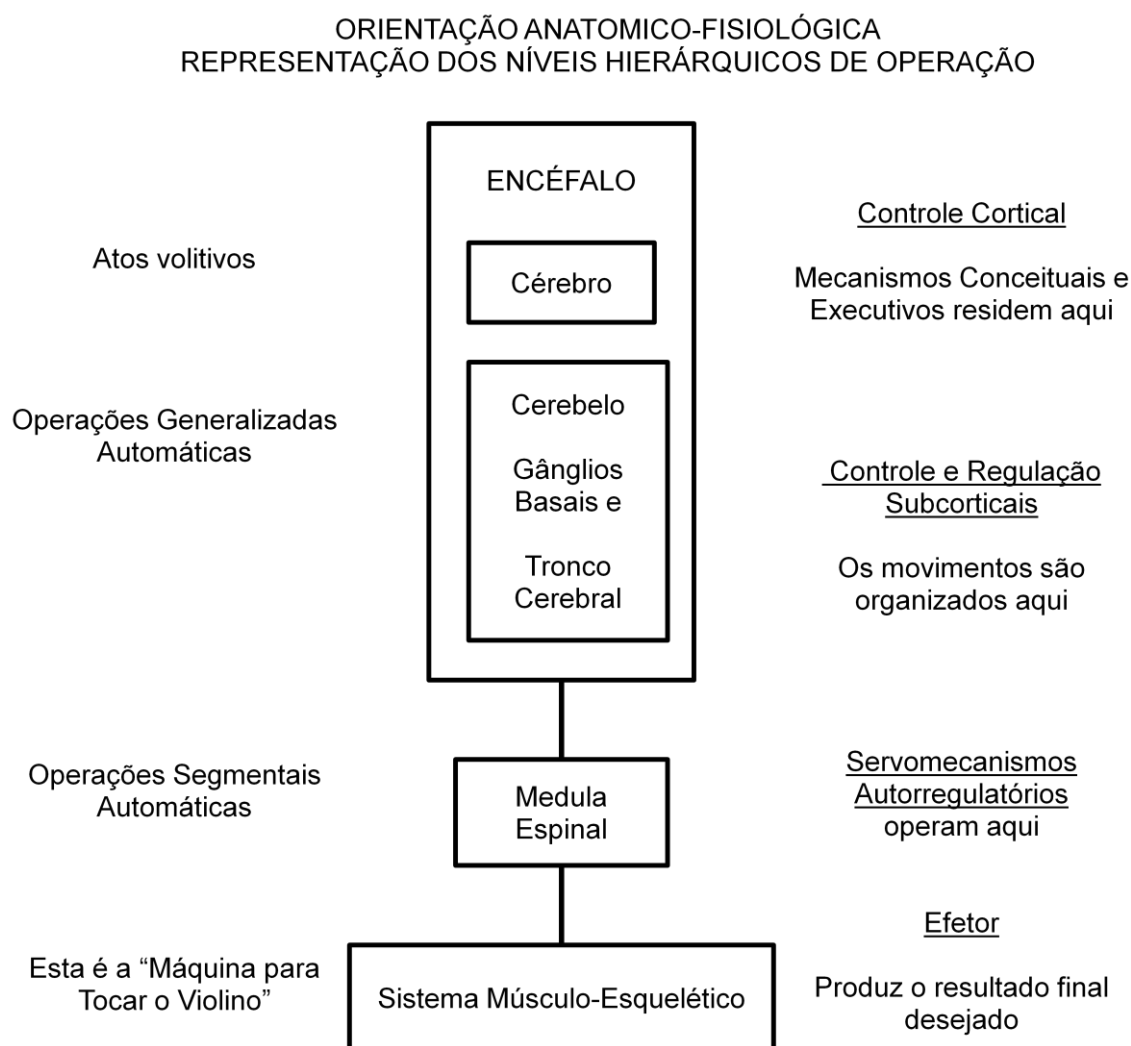 ORIENTAÇÃO ANATOMICO-FISIOLÓGICA
REPRESENTAÇÃO DOS NÍVEIS HIERÁRQUICOS DE OPERAÇÃO
ENCÉFALO
Atos volitivos
Cérebro
Controle Cortical
Mecanismos Conceituais e
Executivos residem aqui
Operações Generalizadas
Automáticas
Cerebelo
Gânglios
Basais e
Tronco
Cerebral
Controle e Regulação
Subcorticais
Os movimentos são
organizados aqui
Operações Segmentais
Automáticas
Medula
Espinal
Servomecanismos
Autorregulatórios
operam aqui
Esta é a “Máquina para
Tocar o Violino”
Sistema Músculo-Esquelético
Efetor
Produz o resultado final
desejado